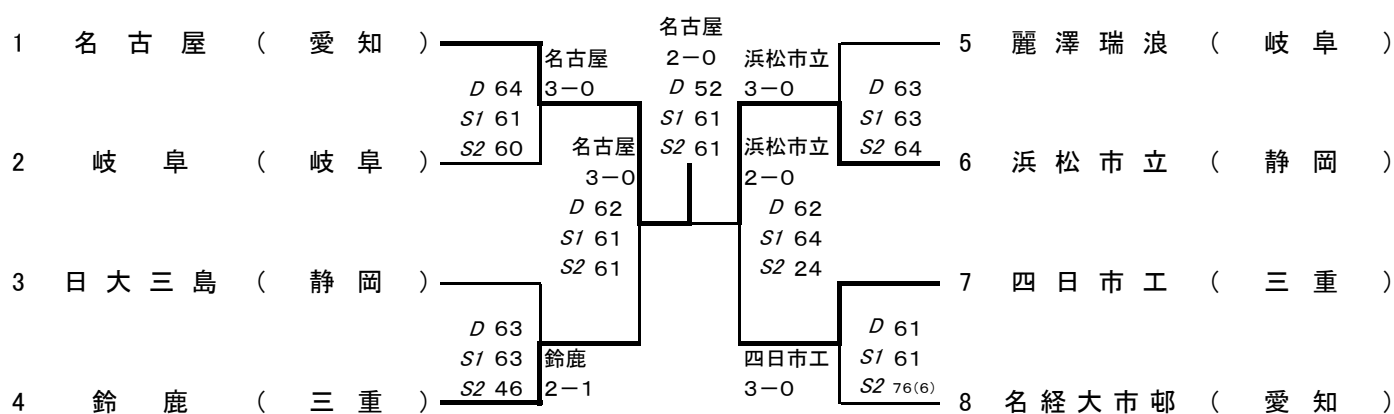 1 名古屋 ( 愛知 )
名古屋
3-0
D 64
S1 61
S2 60
2 岐阜 ( 岐阜 )
名古屋
3-0
D 62
S1 61
S2 61
3 日大三島 ( 静岡 )
D 63
S1 63
S2 46
鈴鹿
2-1
4 鈴鹿 ( 三重 )
名古屋
2-0
D 52
S1 61
S2 61
5 麗澤瑞浪 ( 岐阜 )
浜松市立
3-0
D 63
S1 63
S2 64
6 浜松市立 ( 静岡 )
浜松市立
2-0
D 62
S1 64
S2 24
7 四日市工 ( 三重 )
D 61
S1 61
S2 76(6)
四日市工
3-0
8 名経大市邨 ( 愛知 )